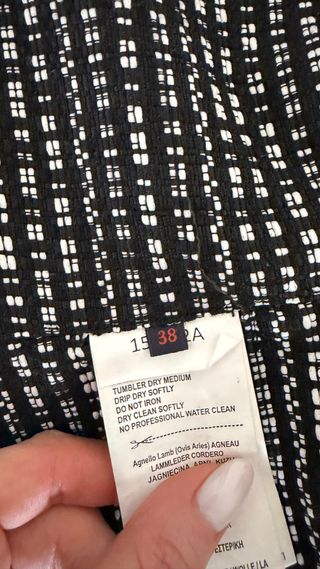 38
TUMBLER DRY MEDIUM
DRIP DRY SOFTLY
DO NOT IRON
DRY CLEAN SOFTLY
NO PROFESSIONAL WATER CLEAN
Agnello Lamb (Ovis Aries) AGNEAU
LAMMLEDER CORDERO
JAGNIĘCINA,